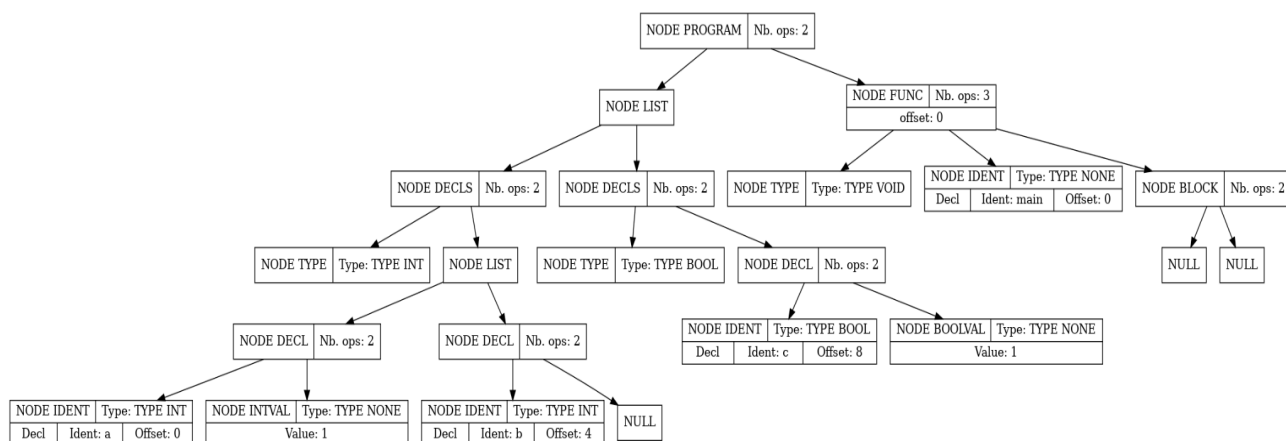 NODE PROGRAM Nb. ops: 2
NODE LIST
NODE FUNC Nb. ops: 3
offset: 0
NODE DECLS Nb. ops: 2
NODE DECLS Nb. ops: 2
NODE TYPE Type: TYPE VOID
NODE IDENT Type: TYPE NONE
Decl Ident: main Offset: 0
NODE BLOCK Nb. ops: 2
NODE TYPE Type: TYPE INT
NODE LIST
NODE TYPE Type: TYPE BOOL
NODE DECL Nb. ops: 2
NULL
NULL
NODE DECL Nb. ops: 2
NODE DECL Nb. ops: 2
NODE IDENT Type: TYPE BOOL
Decl Ident: c Offset: 8
NODE BOOLVAL Type: TYPE NONE
Value: 1
NODE IDENT Type: TYPE INT
Decl Ident: a Offset: 0
NODE INTVAL Type: TYPE NONE
Value: 1
NODE IDENT Type: TYPE INT
Decl Ident: b Offset: 4
NULL